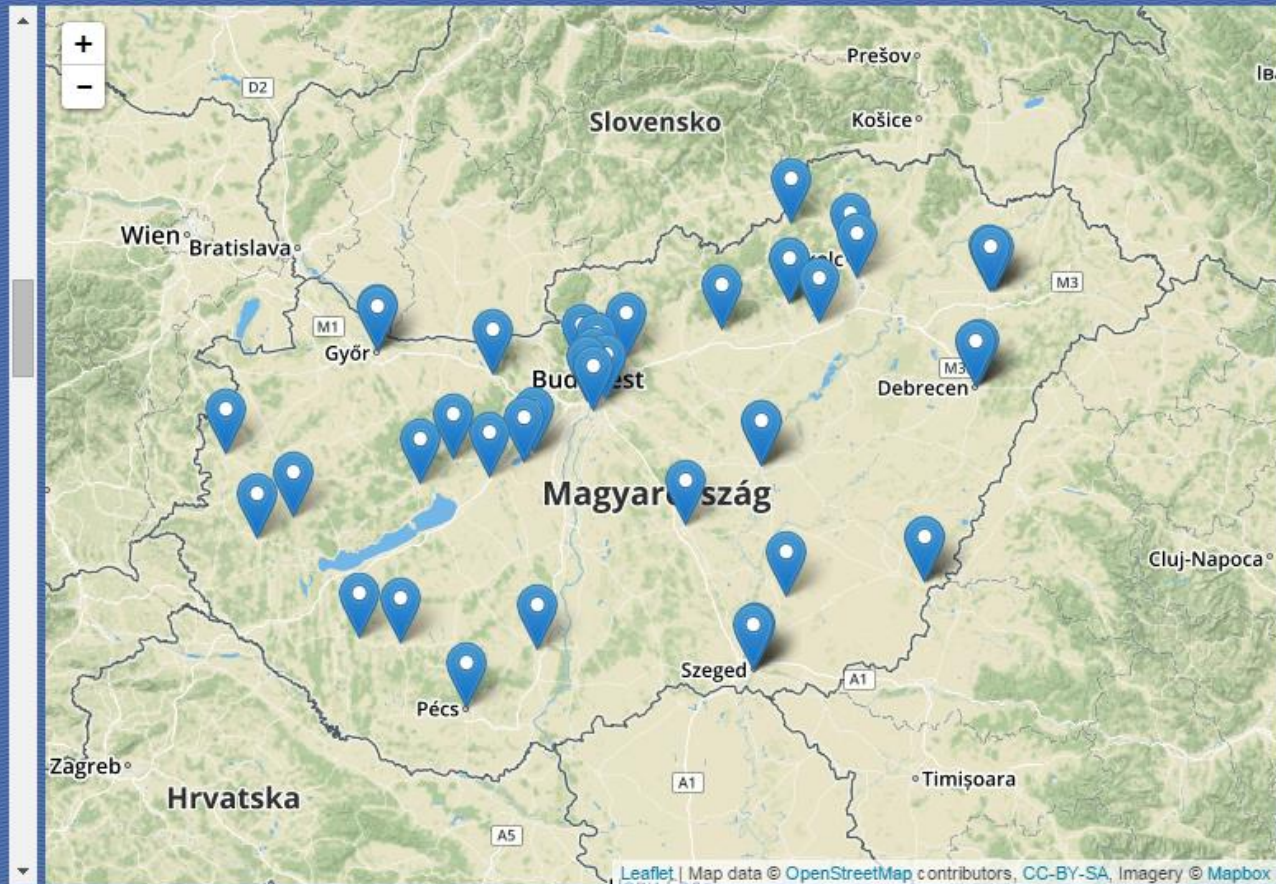 +
−
Prešov
D2
Slovensko
Košice
Wien
Bratislava
M1
M3
Győr
Debrecen
Magyarország
Cluj-Napoca
Szeged
A1
Pécs
Zagreb
A1
Timișoara
Hrvatska
A5
Leaflet | Map data © OpenStreetMap contributors, CC-BY-SA, Imagery © Mapbox